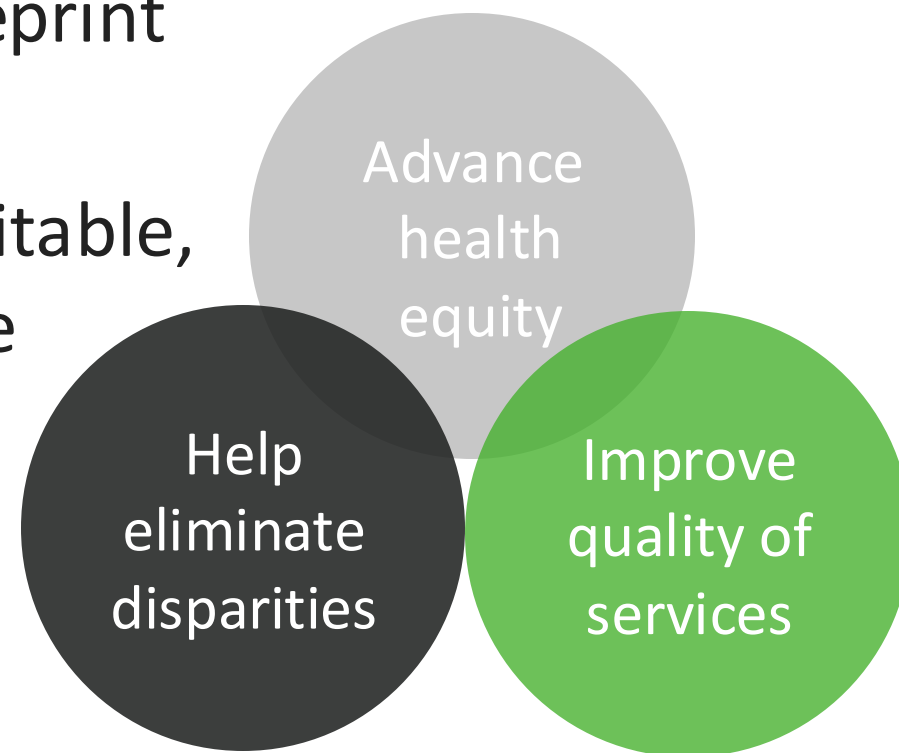 eprint
itable,
e
Advance
health
equity
Help
eliminate
disparities
Improve
quality of
services